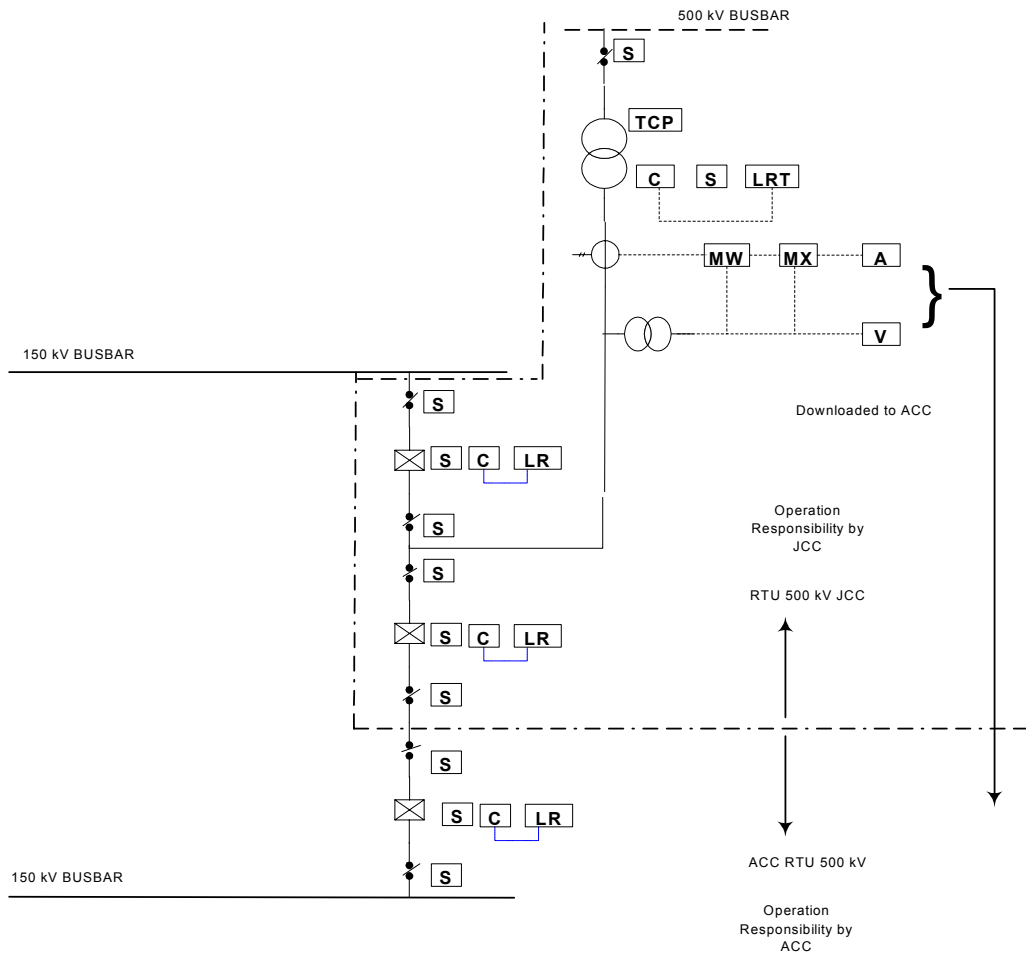 500 kV BUSBAR
S
TCP
C S LRT
MW MX A
}
V
150 kV BUSBAR
S
Downloaded to ACC
S C LR
S
Operation
Responsibility by
JCC
S
RTU 500 kV JCC
S C LR
S
S
S C LR
ACC RTU 500 kV
150 kV BUSBAR
S
Operation
Responsibility by
ACC